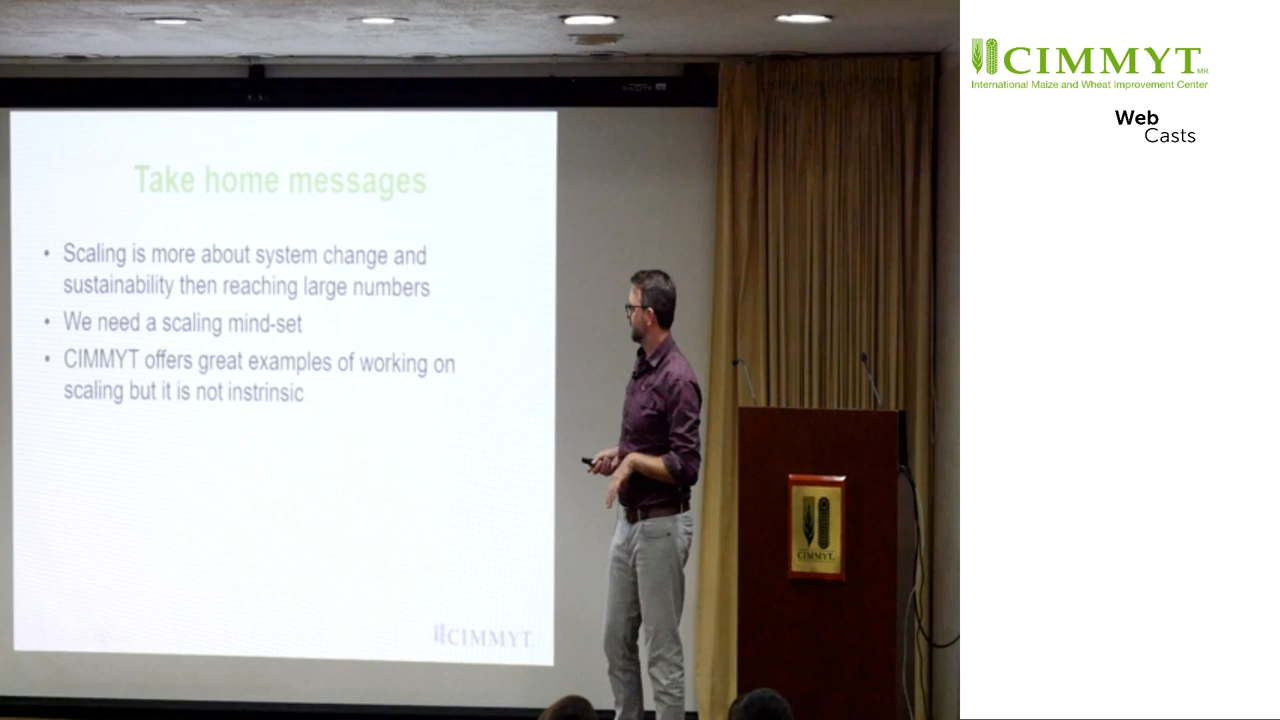 Take home messages
• Scaling is more about system change and
sustainability then reaching large numbers
• We need a scaling mind-set
• CIMMYT offers great examples of working on
scaling but it is not instrinsic
CIMMYT.
CIMMYT.
CIMMYT MR
International Maize and Wheat Improvement Center
Web
Casts